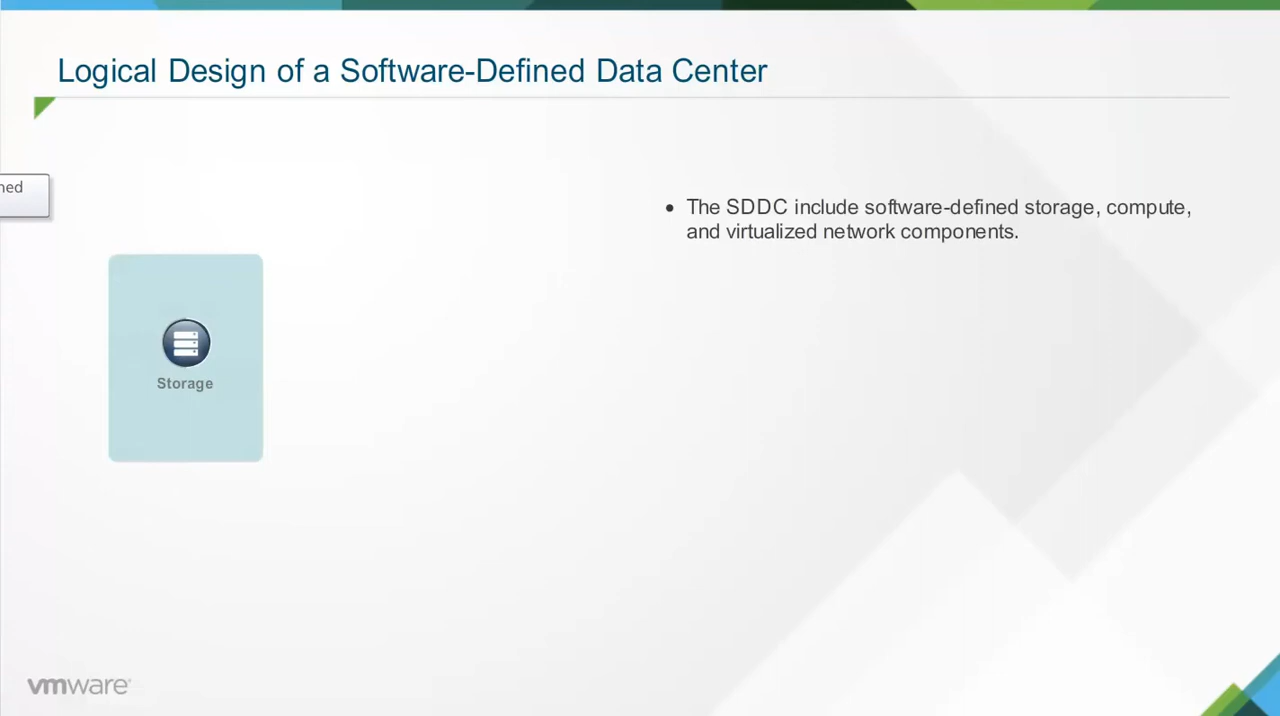 Logical Design of a Software-Defined Data Center
ned
• The SDDC include software-defined storage, compute,
and virtualized network components.
Storage
vmware